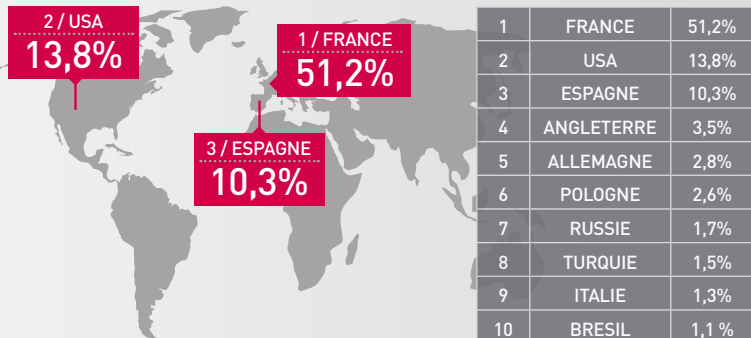 2 / USA
13,8%
1 / FRANCE
51,2%
3 / ESPAGNE
10,3%
1 FRANCE 51,2%
2 USA 13,8%
3 ESPAGNE 10,3%
4 ANGLETERRE 3,5%
5 ALLEMAGNE 2,8%
6 POLOGNE 2,6%
7 RUSSIE 1,7%
8 TURQUIE 1,5%
9 ITALIE 1,3%
10 BRESIL 1,1 %